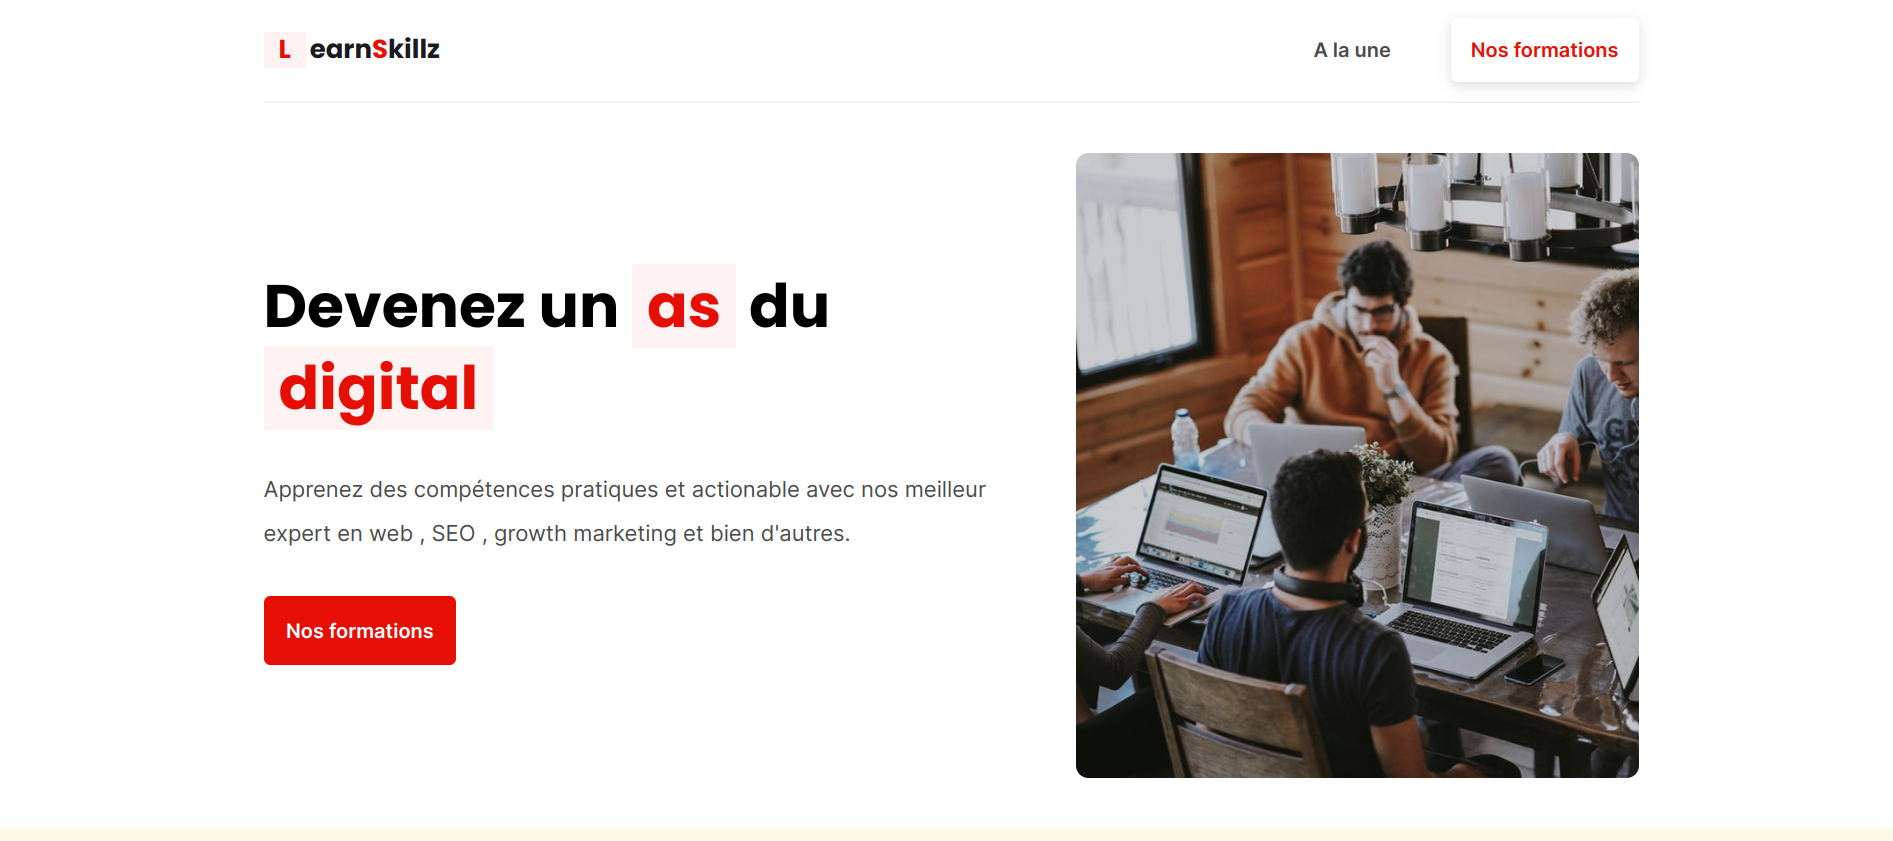 LearnSkillz
A la une
Nos formations
Devenez un as du
digital
Apprenez des compétences pratiques et actionable avec nos meilleur
expert en web , SEO , growth marketing et bien d'autres.
Nos formations